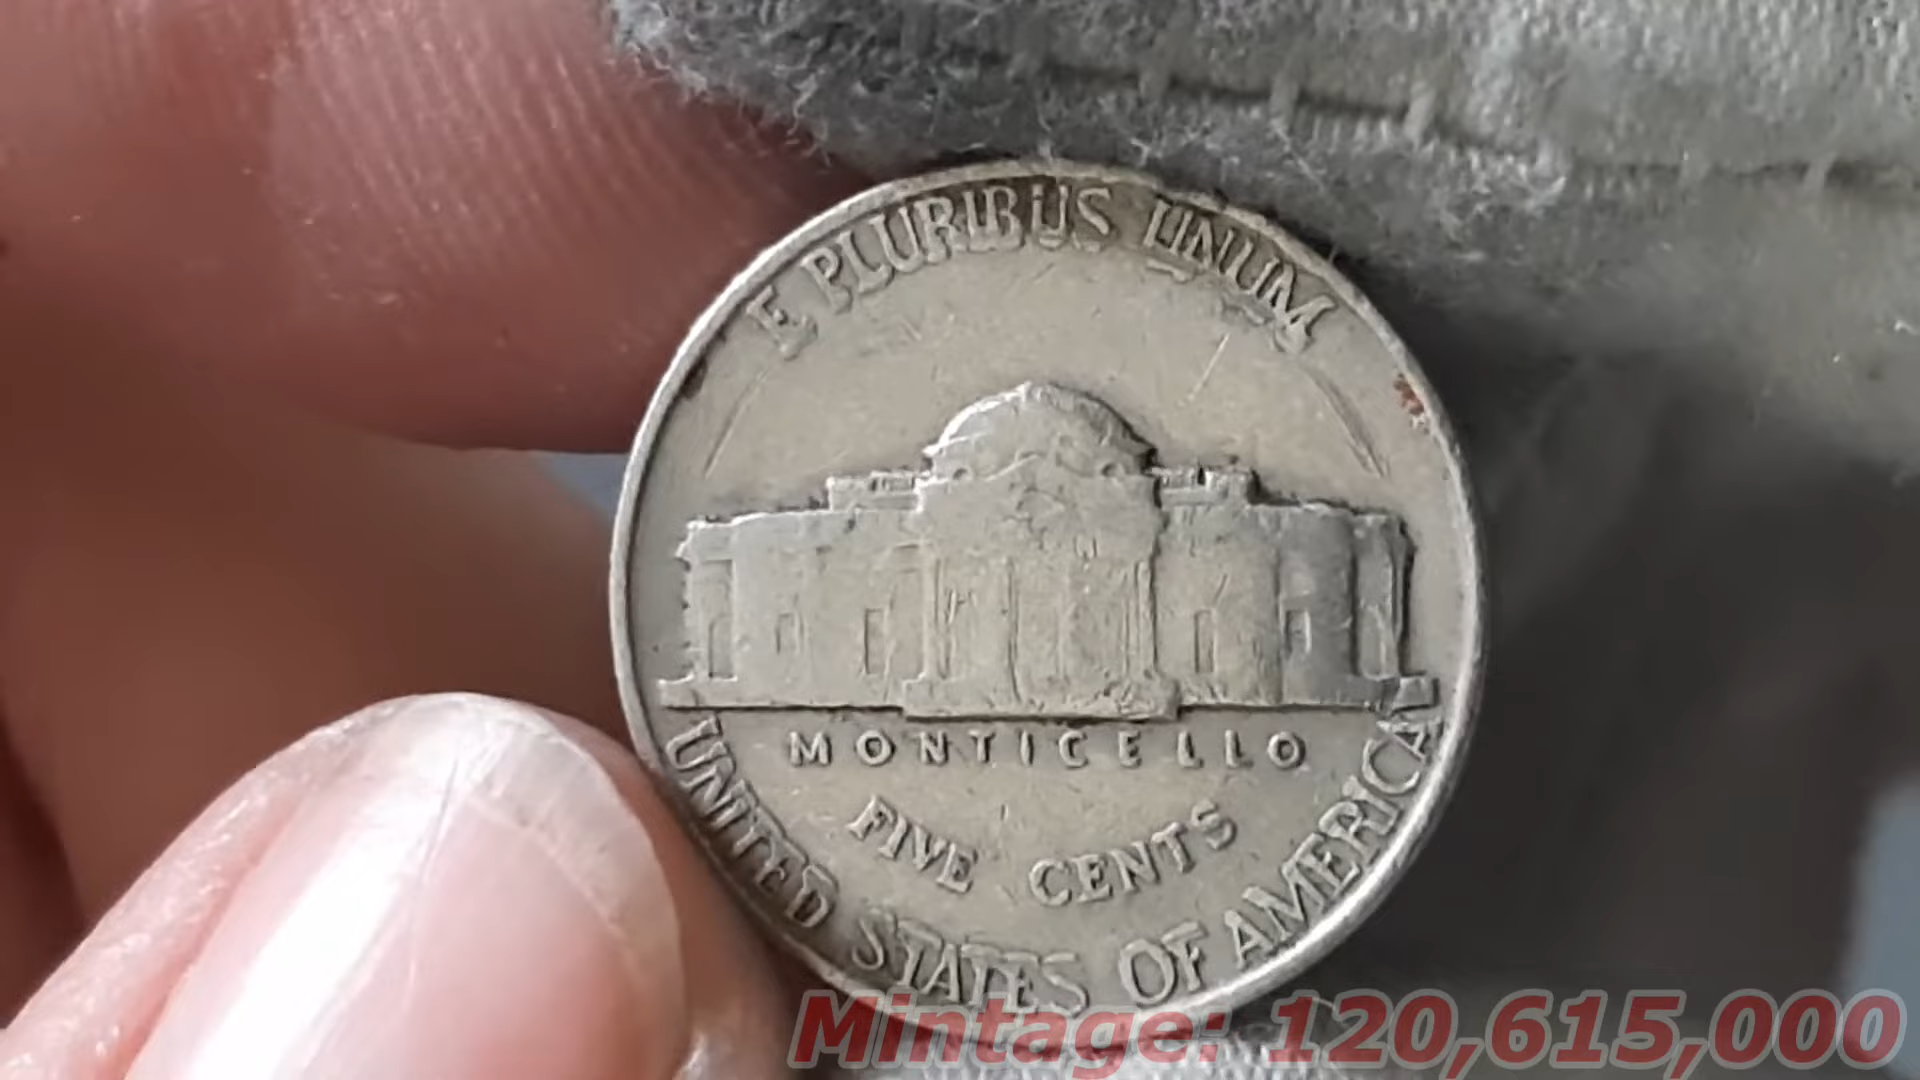 E PLURIBUS UNUM
MONTICELLO
FIVE CENTS
UNITED STATES OF AMERICA
Mintage: 120,615,000